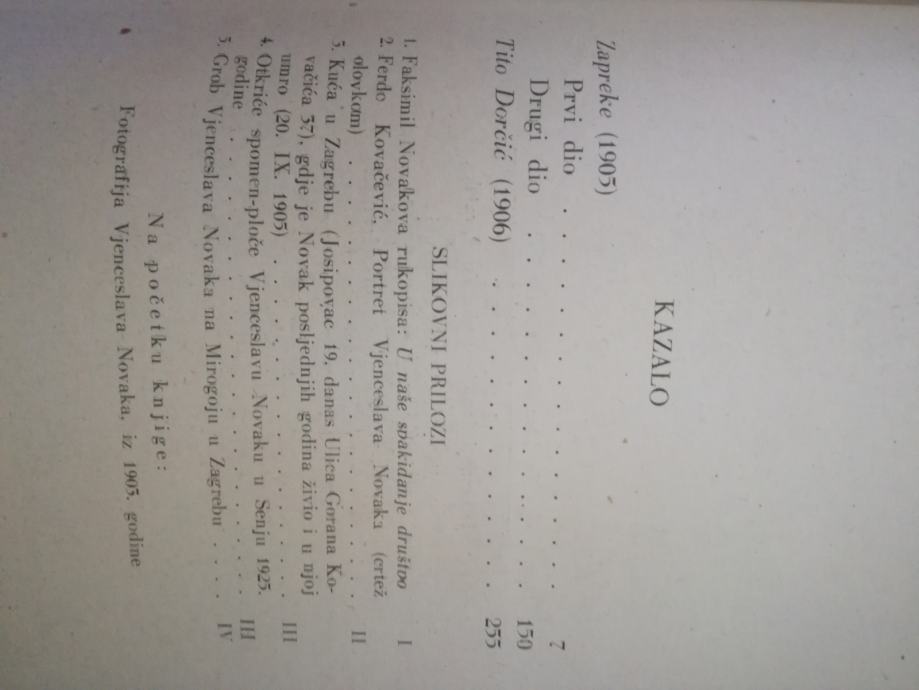 KAZALO
Zapreke (1905)
Prvi dio . . . . . . . . . . . 7
Drugi dio . . . . . . . . . . . 150
Tito Dorčić (1906) . . . . . . . . . . 255
SLIKOVNI PRILOZI
1. Faksimil Novakova rukopisa: U naše svakidanje društvo I
2. Ferdo Kovačević, Portret Vjenceslava Novaka (crtež
olovkom) . . . . . . . . . . . . II
3. Kuća u Zagrebu (Josipovac 19, danas Ulica Gorana Ko-
vačića 37), gdje je Novak posljednjih godina živio i u njoj
umro (20. IX. 1905) . . . . . . . . . . III
4. Otkriće spomen-ploče Vjenceslavu Novaku u Senju 1925.
godine . . . . . . . . . . . . . III
5. Grob Vjenceslava Novaka na Mirogoju u Zagrebu . . . . IV
Na početku knjige:
Fotografija Vjenceslava Novaka, iz 1905. godine